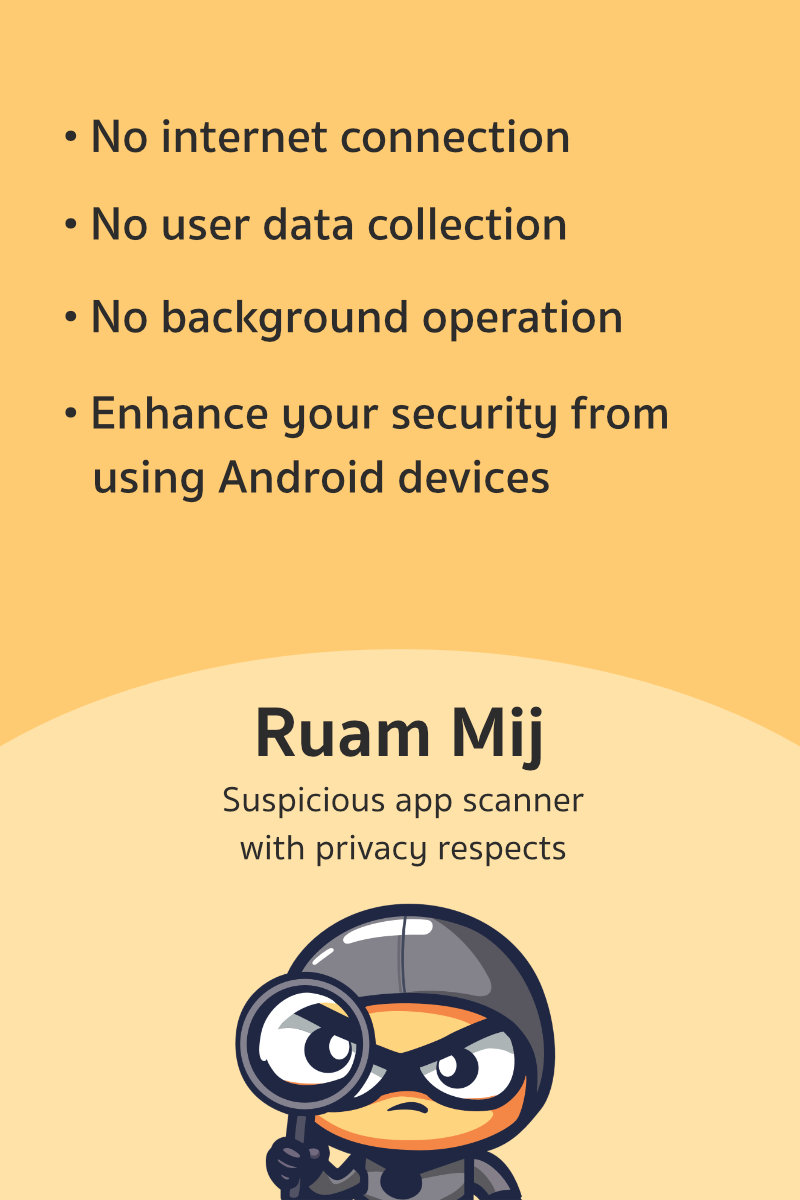 • No internet connection
• No user data collection
• No background operation
• Enhance your security from
using Android devices
Ruam Mij
Suspicious app scanner
with privacy respects